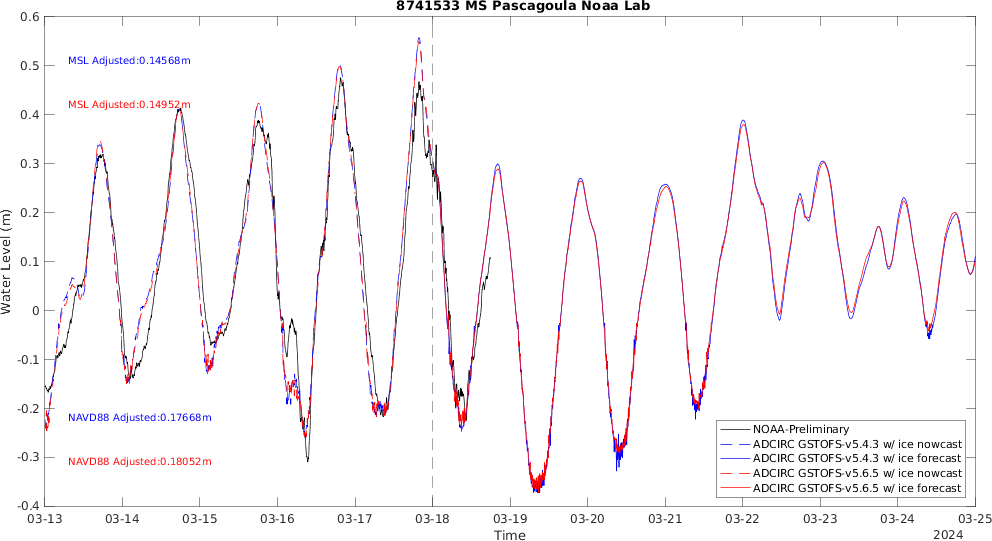 8741533 MS Pascagoula Noaa Lab
0.6
0.5
0.4
0.3
0.2
0.1
0
-0.1
-0.2
-0.3
-0.4
Water Level (m)
MSL Adjusted:0.14568m
MSL Adjusted:0.14952m
NAVD88 Adjusted:0.17668m
NAVD88 Adjusted:0.18052m
NOAA-Preliminary
ADCIRC GSTOFS-v5.4.3 w/ ice nowcast
ADCIRC GSTOFS-v5.4.3 w/ ice forecast
ADCIRC GSTOFS-v5.6.5 w/ ice nowcast
ADCIRC GSTOFS-v5.6.5 w/ ice forecast
03-13 03-14 03-15 03-16 03-17 03-18 03-19 03-20 03-21 03-22 03-23 03-24 03-25
Time
2024